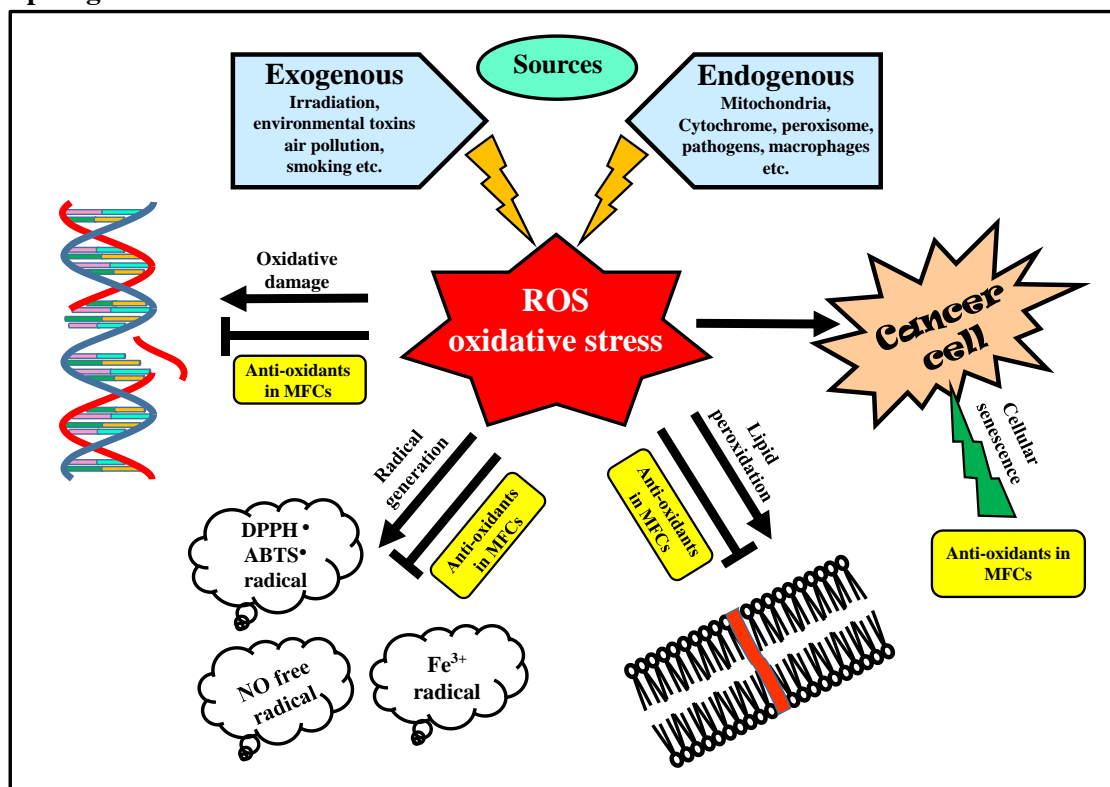 Sources
Exogenous
Irradiation,
environmental toxins
air pollution,
smoking etc.
Endogenous
Mitochondria,
Cytochrome, peroxisome,
pathogens, macrophages
etc.
ROS
oxidative stress
Oxidative
damage
Anti-oxidants
in MFCs
Cancer
cell
Cellular
senescence
Anti-oxidants in
MFCs
Radical
generation
Anti-oxidants
in MFCs
Lipid
peroxidation
Anti-oxidants
in MFCs
DPPH •
ABTS•
radical
NO free
radical
Fe³⁺
radical